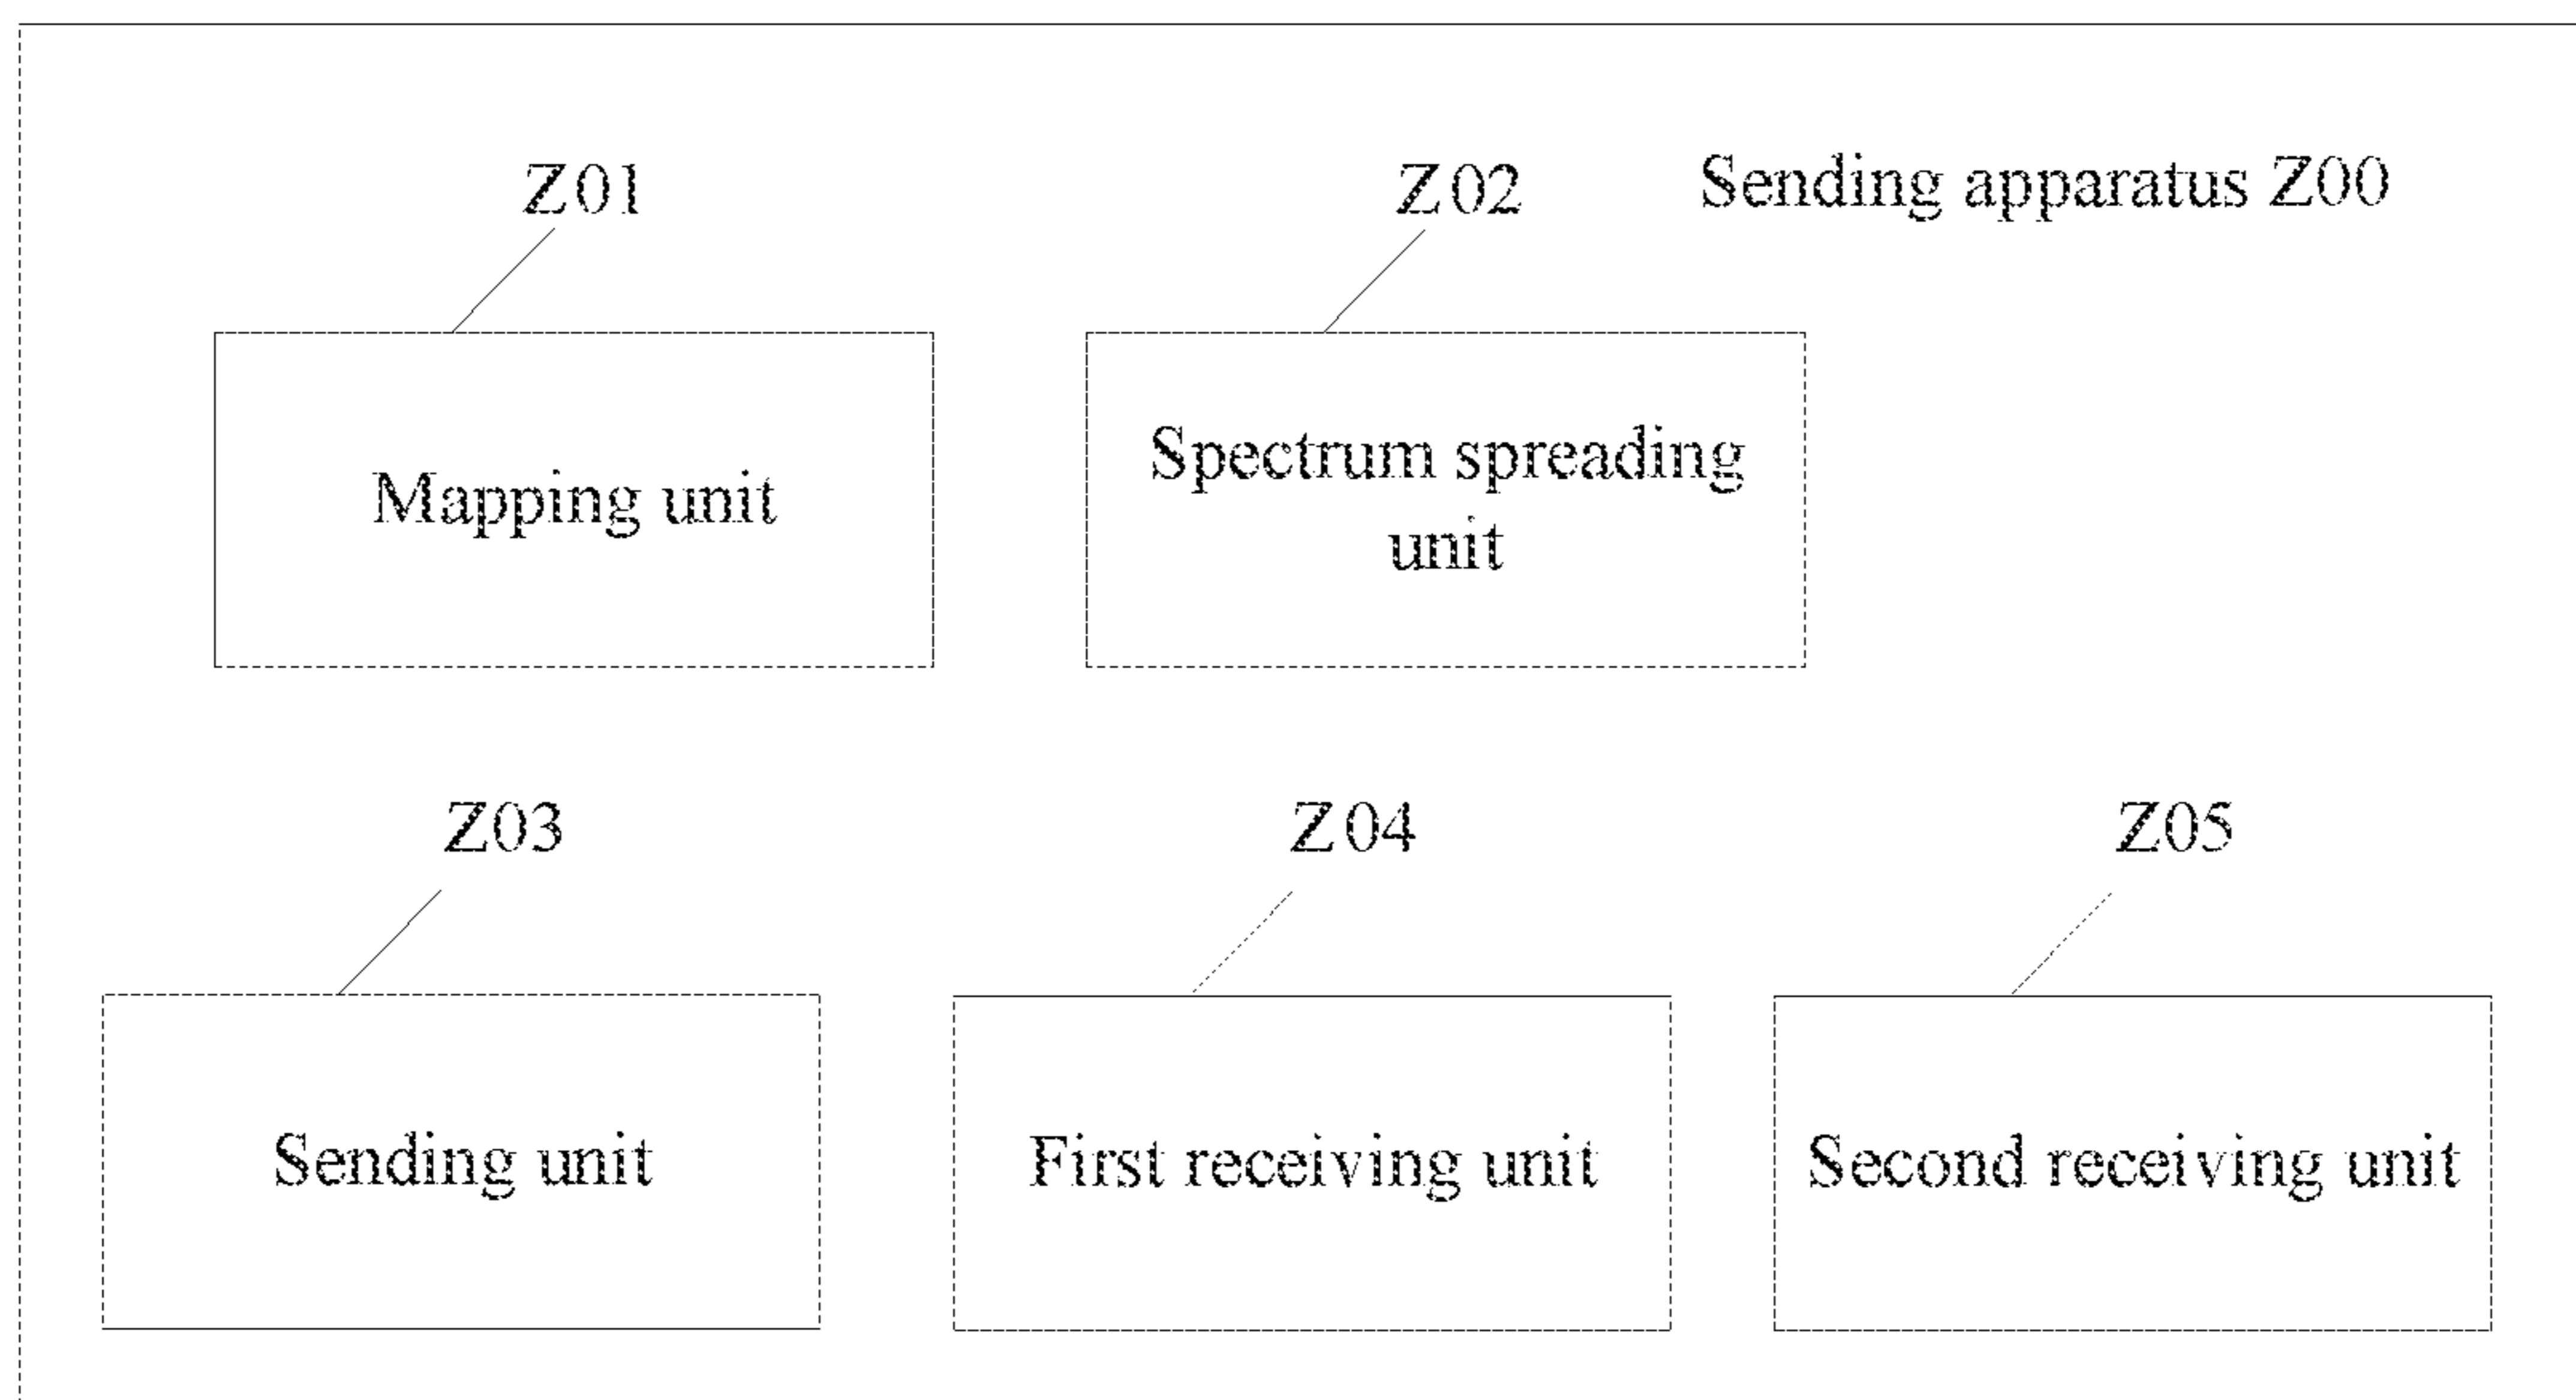 Z01
Z02
Sending apparatus Z00
Mapping unit
Spectrum spreading
unit
Z03
Z04
Z05
Sending unit
First receiving unit
Second receiving unit